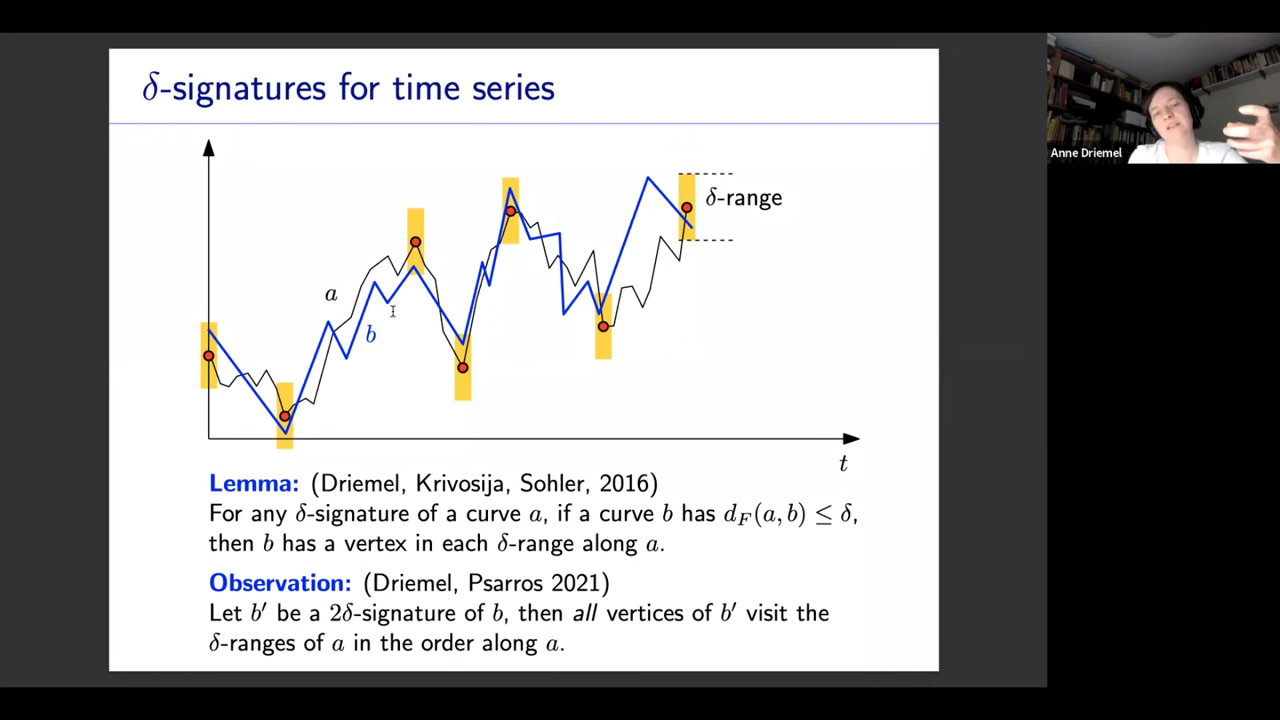 δ-signatures for time series
Anne Driemel
δ-range
a
b
t
Lemma: (Driemel, Krivosija, Sohler, 2016)
For any δ-signature of a curve a, if a curve b has d_F(a, b) ≤ δ,
then b has a vertex in each δ-range along a.
Observation: (Driemel, Psarros 2021)
Let b′ be a 2δ-signature of b, then all vertices of b′ visit the
δ-ranges of a in the order along a.